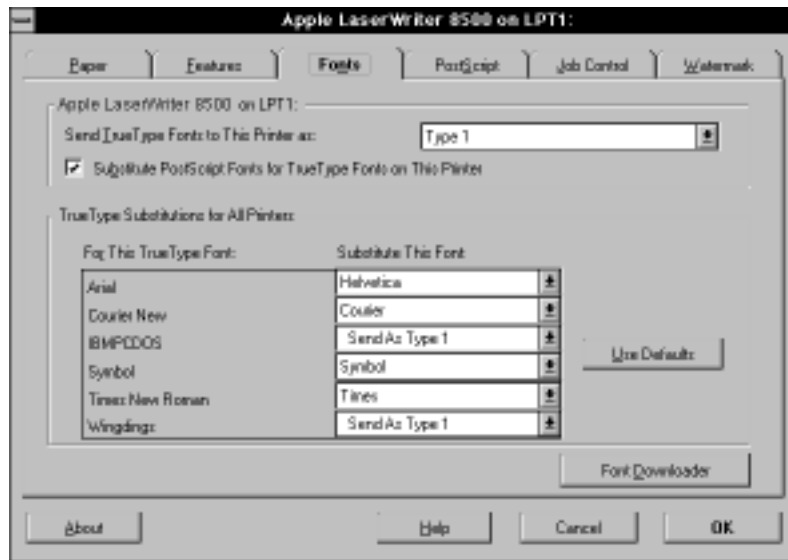 Apple LaserWriter 8500 on LPT1:
Paper Features Fonts PostScript Job Control Watermark
Apple LaserWriter 8500 on LPT1:
Send TrueType Fonts to This Printer as: Type 1
Substitute PostScript Fonts for TrueType Fonts on This Printer
TrueType Substitutions for All Printers
For This TrueType Font: Substitute This Font
Arial Helvetica
Courier New Courier
IBMPCDOS Send As Type 1
Symbol Symbol
Times New Roman Times
Wingdings Send As Type 1
Use Defaults
Font Downloader
About Help Cancel OK